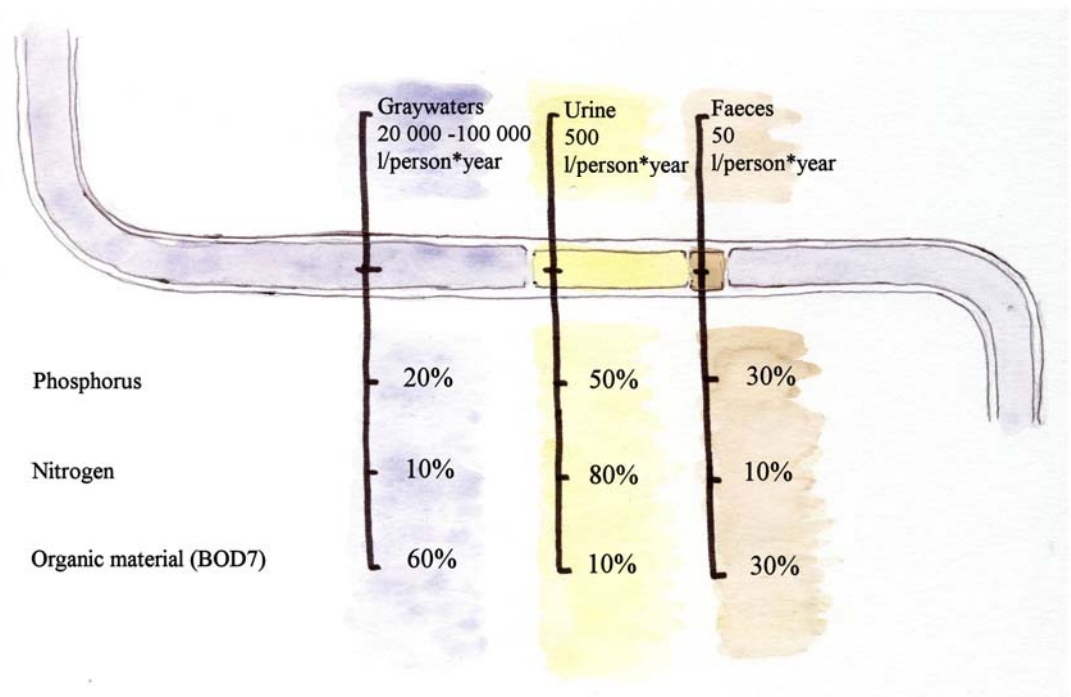 Graywaters
20 000 -100 000
l/person*year
Urine
500
l/person*year
Faeces
50
l/person*year
Phosphorus 20% 50% 30%
Nitrogen 10% 80% 10%
Organic material (BOD7) 60% 10% 30%